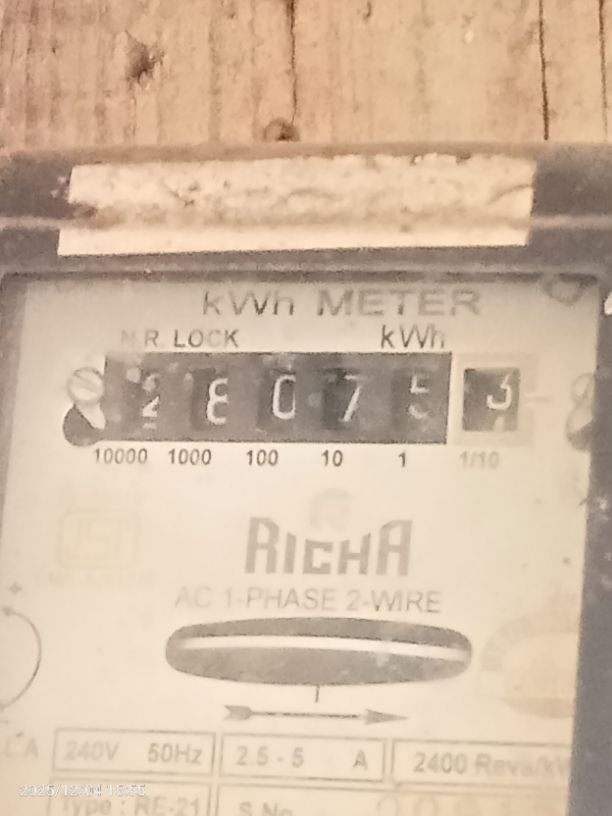 kWh METER
N.R. LOCK kWh
2 8 0 7 5 3
10000 1000 100 10 1 1/10
RICHA
AC 1-PHASE 2-WIRE
240V 50Hz 2.5 - 5 A 2400 Revs/kW
Type : RE-21 S.No.
2025/12/04 15:55